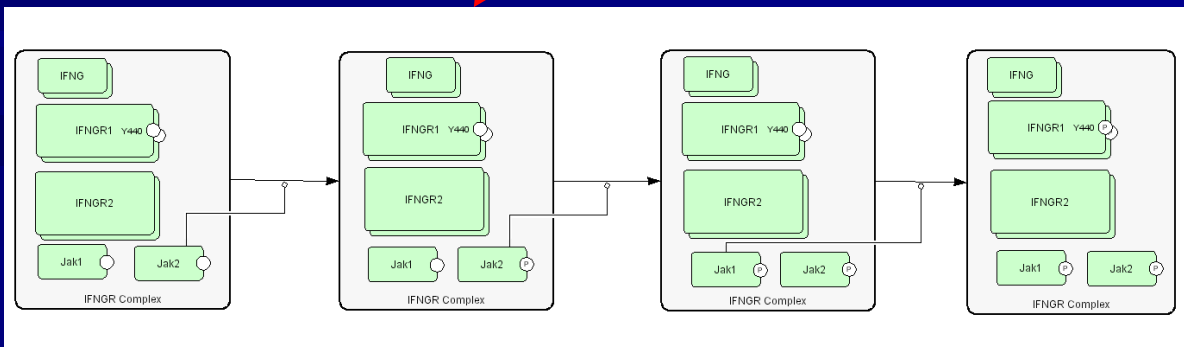 IFNG
IFNGR1 Y440
IFNGR2
Jak1
Jak2
IFNGR Complex
IFNG
IFNGR1 Y440
IFNGR2
Jak1
Jak2 P
IFNGR Complex
IFNG
IFNGR1 Y440
IFNGR2
Jak1 P
Jak2 P
IFNGR Complex
IFNG
IFNGR1 Y440 P
IFNGR2
Jak1 P
Jak2 P
IFNGR Complex